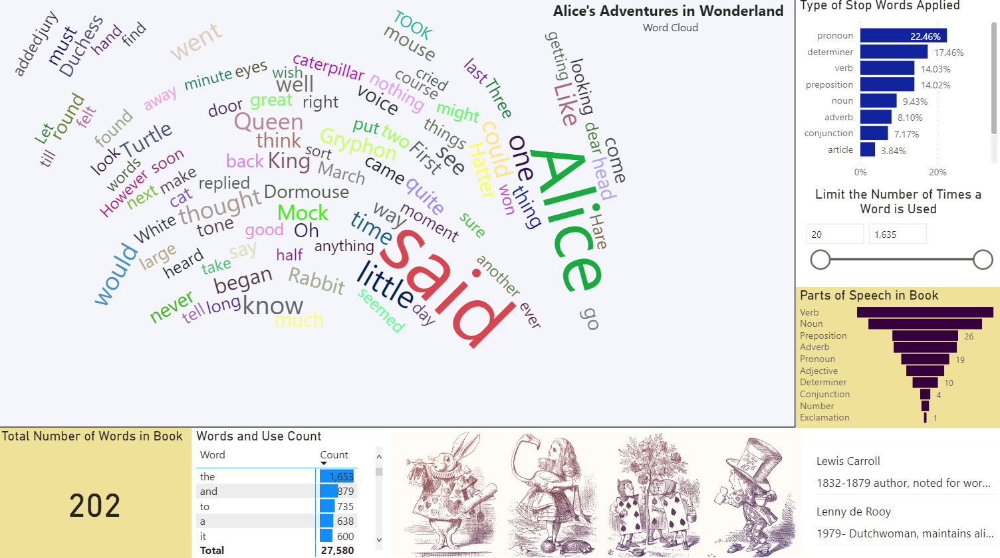 Alice's Adventures in Wonderland
Word Cloud
added
jury
must
Duchess
hand
find
went
TOOK
mouse
getting
looking
Like
last
Three
caterpillar
wish
minute
eyes
away
well
nothing
course
cried
voice
door
great
right
might
Let
round
felt
till
found
Turtle
look
words
However
soon
next
make
cat
Queen
think
sort
Gryphon
put
two
things
First
see
could
Hatter
one
dear
come
head
back
King
March
came
quite
won
thing
Alice
Hare
replied
Dormouse
thought
White
tone
Mock
good
Oh
way
moment
sure
time
said
would
large
heard
take
say
half
anything
began
Rabbit
little
another
ever
go
never
tell
long
know
much
seemed
day
Type of Stop Words Applied
pronoun 22.46%
determiner 17.46%
verb 14.03%
preposition 14.02%
noun 9.43%
adverb 8.10%
conjunction 7.17%
article 3.84%
0% 20%
Limit the Number of Times a
Word is Used
20 1,635
Parts of Speech in Book
Verb
Noun
Preposition 26
Adverb
Pronoun 19
Adjective
Determiner 10
Conjunction 4
Number
Exclamation 1
Total Number of Words in Book
202
Words and Use Count
Word Count
the 1,653
and 879
to 735
a 638
it 600
Total 27,580
Lewis Carroll
1832-1879 author, noted for wor...
Lenny de Rooy
1979- Dutchwoman, maintains ali...